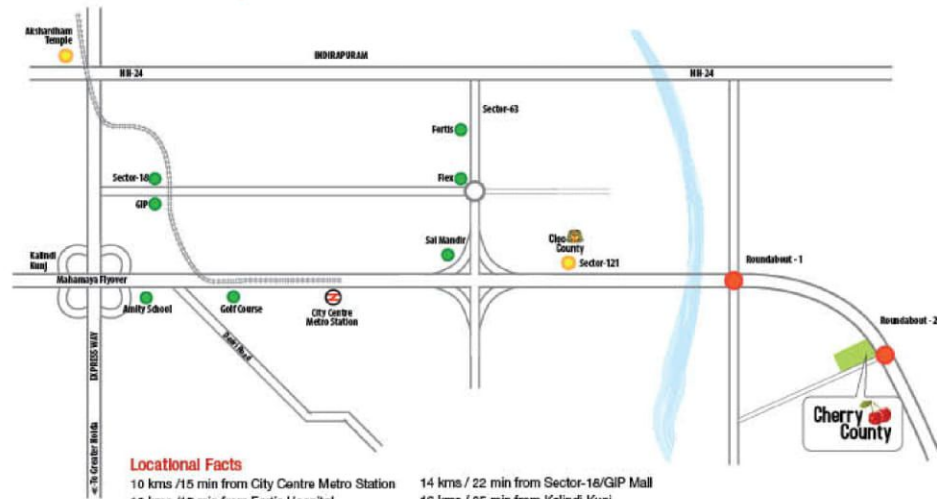 Akshardham
Temple
INDIRAPURAM
NH-24
NH-24
Sector-63
Fortis
Sector-18
Flex
GIP
Sai Mandir
Cleo
County
Sector-121
Kalindi
Kunj
Mahamaya Flyover
Roundabout - 1
Amity School
Golf Course
City Centre
Metro Station
Roundabout - 2
EXPRESS WAY
Road
Cherry
County
To Greater Noida
Locational Facts
10 kms /15 min from City Centre Metro Station
14 kms / 22 min from Sector-18/GIP Mall